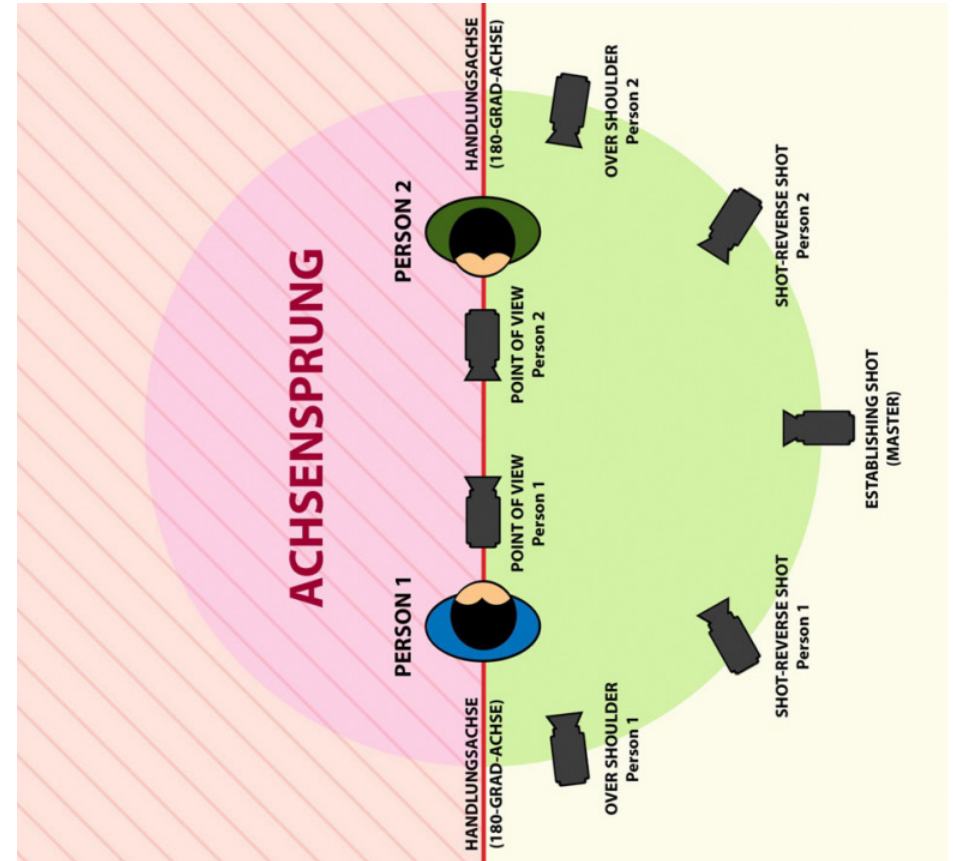 ACHSENSPRUNG
PERSON 1
PERSON 2
HANDLUNGSACHSE
(180-GRAD-ACHSE)
POINT OF VIEW
Person 1
POINT OF VIEW
Person 2
HANDLUNGSACHSE
(180-GRAD-ACHSE)
OVER SHOULDER
Person 1
OVER SHOULDER
Person 2
SHOT-REVERSE SHOT
Person 1
SHOT-REVERSE SHOT
Person 2
ESTABLISHING SHOT
(MASTER)